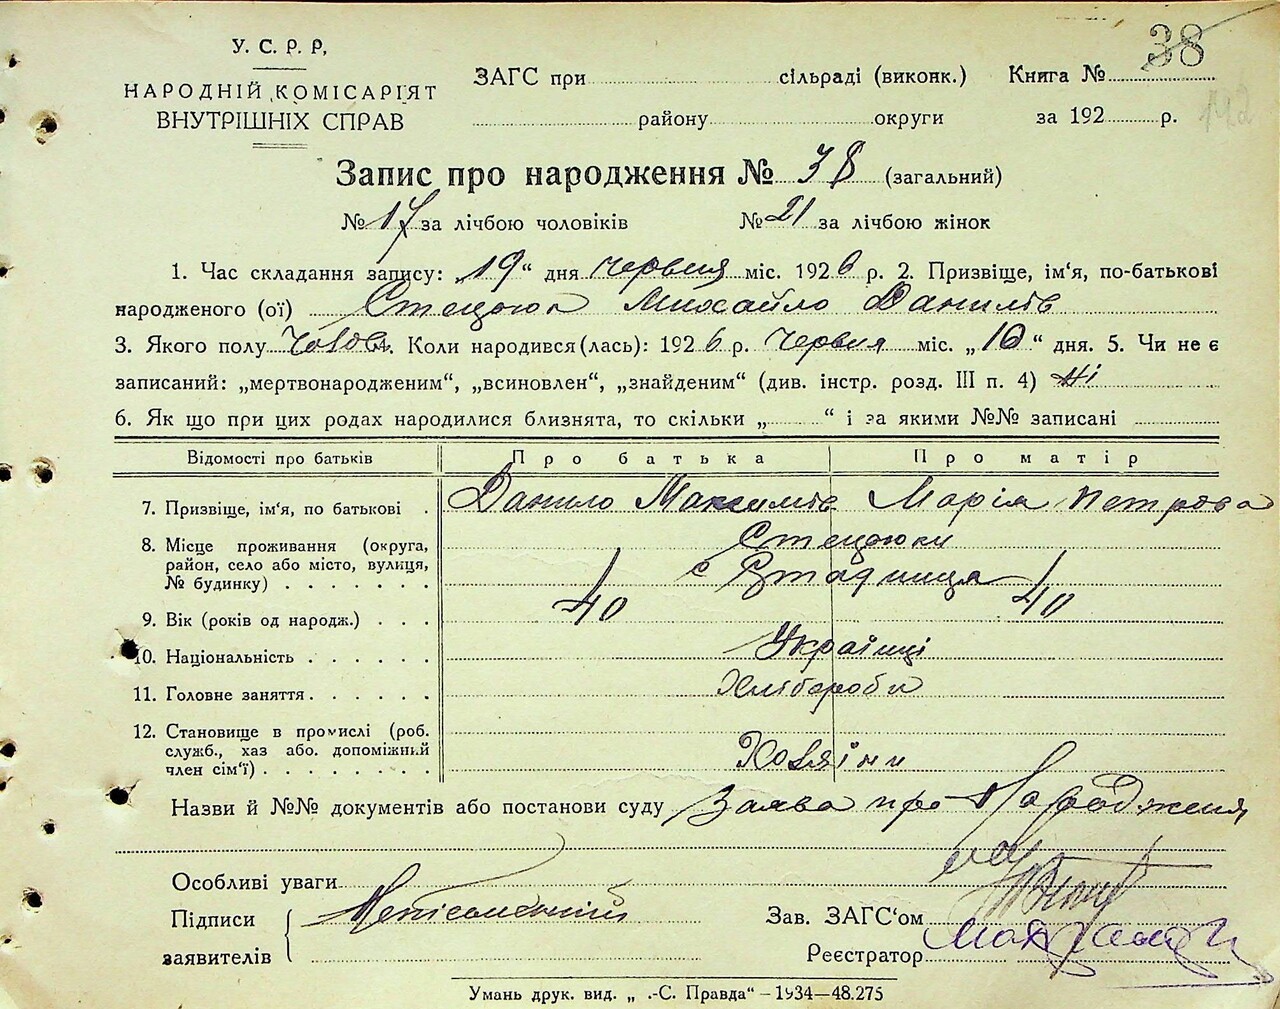 38
У. С. Р. Р,
НАРОДНІЙ КОМІСАРІЯТ
ВНУТРІШНІХ СПРАВ
ЗАГС при сільраді (виконк.) Книга №
району округи за 192 р.
142
Запис про народження № 38 (загальний)
№ 17 за лічбою чоловіків № 21 за лічбою жінок
1. Час складання запису: „19“ дня червня міс. 1926 р. 2. Призвіще, ім'я, по-батькові
народженого (ої) Стецюк Михайло Данилів
3. Якого полу чолов. Коли народився(лась): 1926 р. червня міс. „10“ дня. 5. Чи не є
записаний: „мертвонародженим“, „всиновлен“, „знайденим“ (див. інстр. розд. III п. 4) ні
6. Як що при цих родах народилися близнята, то скільки „ “ і за якими №№ записані
Відомості про батьків Про батька Про матір
7. Призвіще, ім'я, по батькові Данило Максимів Марія Петрова
Стецюки
8. Місце проживання (округа,
район, село або місто, вулиця,
№ будинку) с Стадниця
9. Вік (років од народж.) 40 40
10. Національність Українці
11. Головне заняття Хлібороби
12. Становище в промислі (роб.
служб., хаз або. допоміжний
член сім'ї) Хозяїни
Назви й №№ документів або постанови суду Заява про Народженя
Особливі уваги
Підписи
заявителів Неписьменний
Зав. ЗАГС'ом
Реєстратор
Умань друк. вид. „ .-С. Правда“ – 1934—48.275